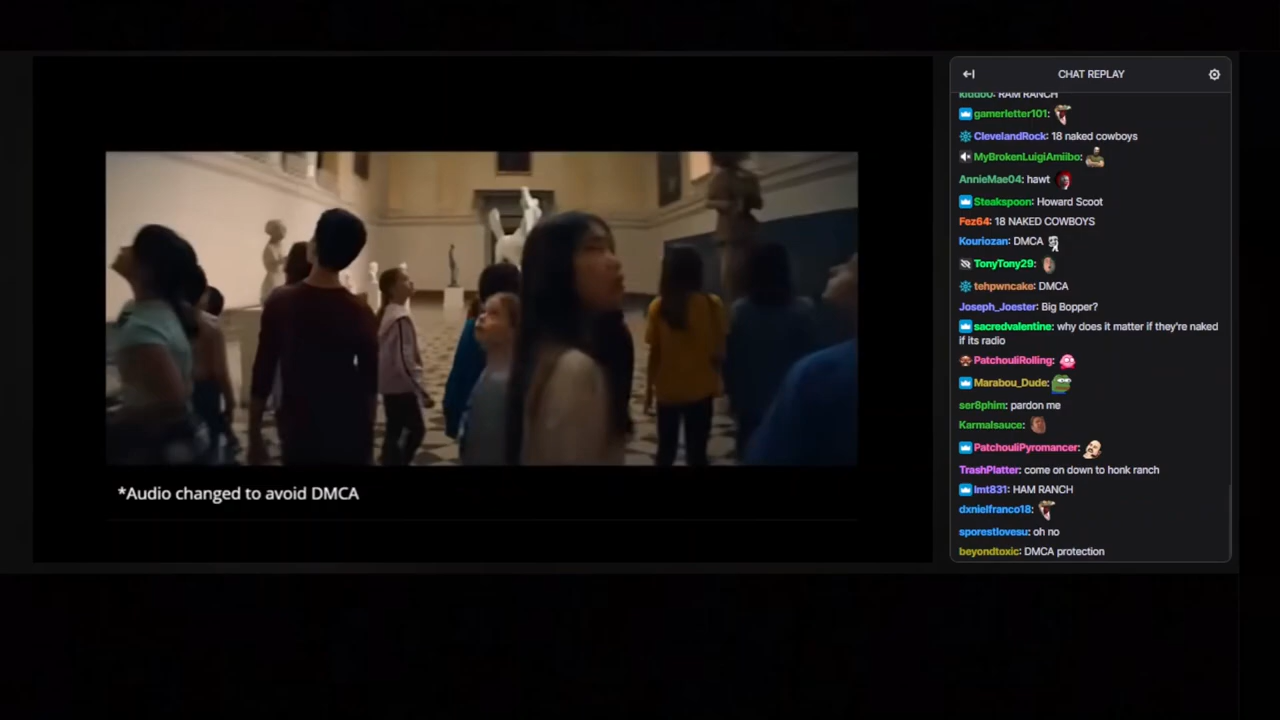 *Audio changed to avoid DMCA
CHAT REPLAY
RAM RANCH
gamerletter101:
ClevelandRock: 18 naked cowboys
MyBrokenLuigiAmiibo:
AnnieMae04: hawt
Steakspoon: Howard Scoot
Fez64: 18 NAKED COWBOYS
Kouriozan: DMCA
TonyTony29:
tehpwncake: DMCA
Joseph_Joester: Big Bopper?
sacredvalentine: why does it matter if they're naked
if its radio
PatchouliRolling:
Marabou_Dude:
ser8phim: pardon me
Karmalsauce:
PatchouliPyromancer:
TrashPlatter: come on down to honk ranch
lmt831: HAM RANCH
dxnielfranco18:
sporestlovesu: oh no
beyondtoxic: DMCA protection